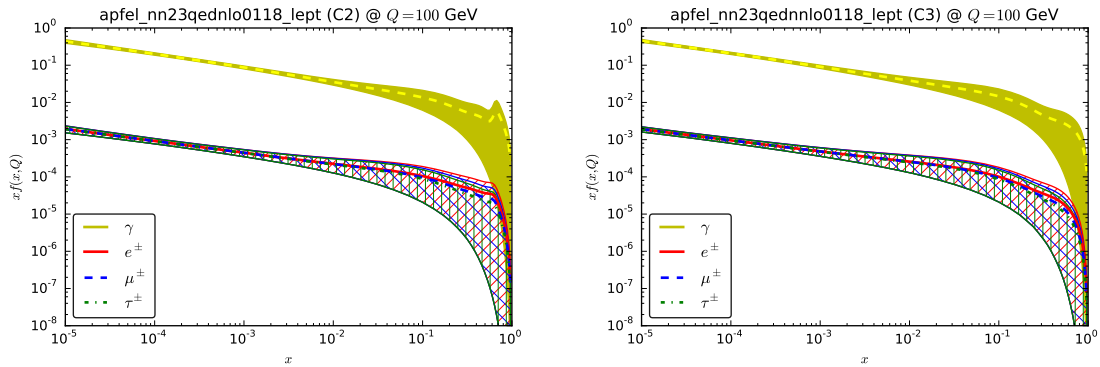 apfel_nn23qednlo0118_lept (C2) @ Q=100 GeV
10^0
10^-1
10^-2
10^-3
10^-4
10^-5
10^-6
10^-7
10^-8
xf(x,Q)
γ
e^±
μ^±
τ^±
10^-5 10^-4 10^-3 10^-2 10^-1 10^0
x
apfel_nn23qednnlo0118_lept (C3) @ Q=100 GeV
10^0
10^-1
10^-2
10^-3
10^-4
10^-5
10^-6
10^-7
10^-8
xf(x,Q)
γ
e^±
μ^±
τ^±
10^-5 10^-4 10^-3 10^-2 10^-1 10^0
x